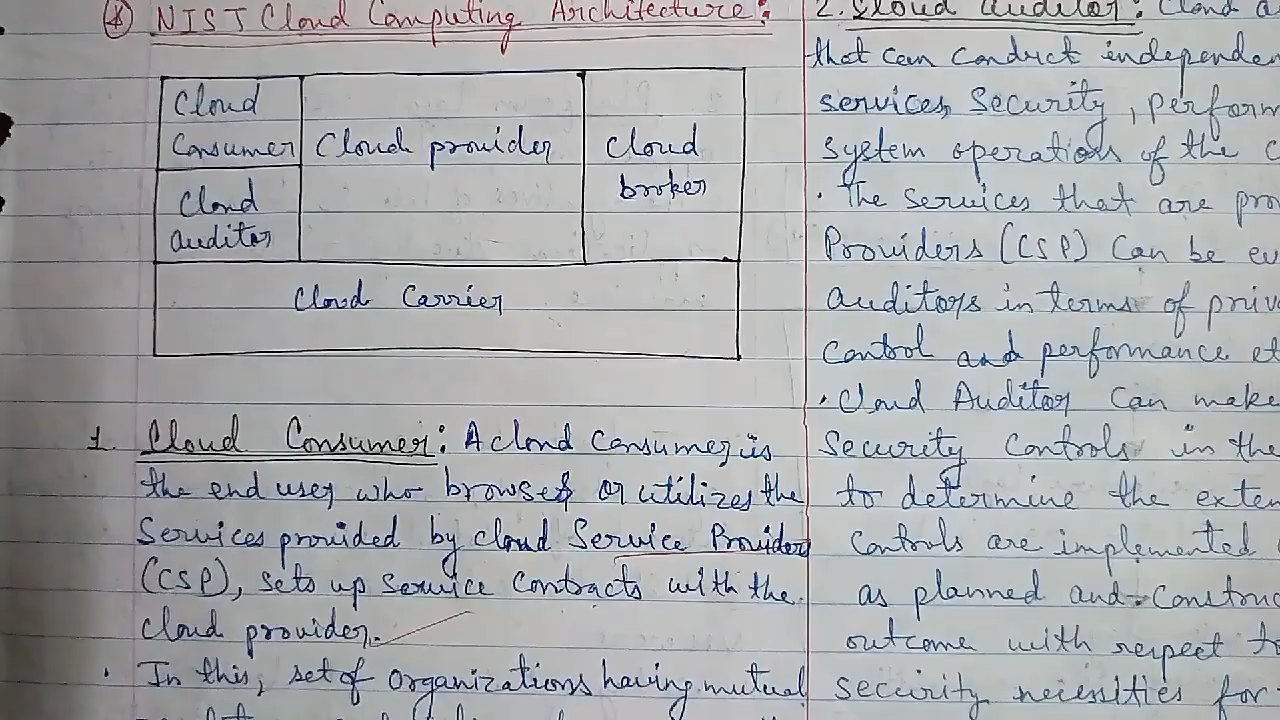 NIST Cloud Computing Architecture:
Cloud
Consumer
Cloud provider
Cloud
broker
Cloud
auditor
Cloud Carrier
1. Cloud Consumer: A cloud Consumer is
the end user who browses or utilizes the
Services provided by cloud Service Provider
(CSP), sets up service contracts with the
cloud provider.
· In this, set of organizations having mutual
2. Cloud auditor: Cloud a
that can conduct independen
services, Security, perform
system operations of the c
· The services that are pro
Providers (CSP) can be ev
auditors in terms of priv
control and performance et
· Cloud Auditor can make
Security Controls in the
to determine the exten
Controls are implemented
as planned and construc
outcome with respect to
security necissities for